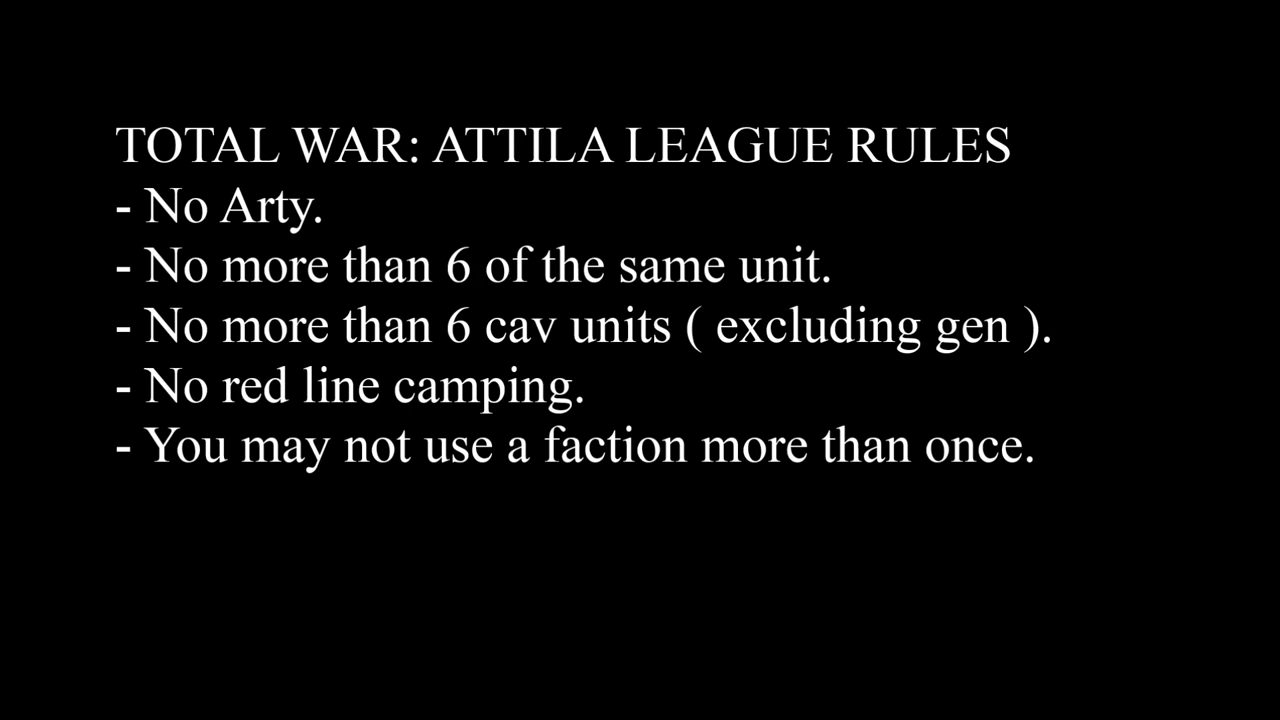 TOTAL WAR: ATTILA LEAGUE RULES
- No Arty.
- No more than 6 of the same unit.
- No more than 6 cav units ( excluding gen ).
- No red line camping.
- You may not use a faction more than once.